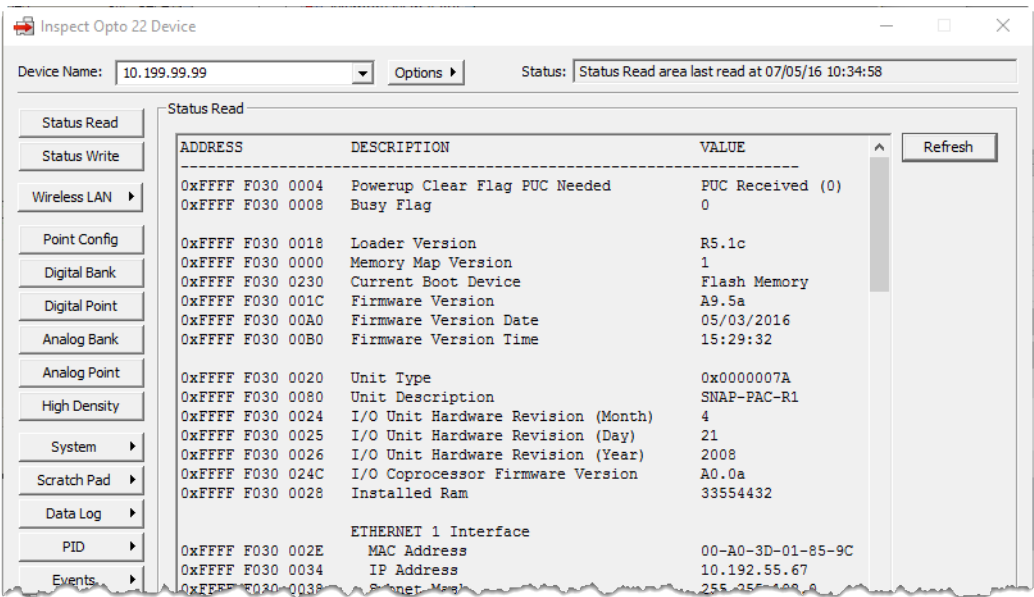 Inspect Opto 22 Device
Device Name: 10.199.99.99 Options Status: Status Read area last read at 07/05/16 10:34:58
Status Read
Status Write
Wireless LAN
Point Config
Digital Bank
Digital Point
Analog Bank
Analog Point
High Density
System
Scratch Pad
Data Log
PID
Events
Status Read
Refresh
ADDRESS DESCRIPTION VALUE
0xFFFF F030 0004 Powerup Clear Flag PUC Needed PUC Received (0)
0xFFFF F030 0008 Busy Flag 0
0xFFFF F030 0018 Loader Version R5.1c
0xFFFF F030 0000 Memory Map Version 1
0xFFFF F030 0230 Current Boot Device Flash Memory
0xFFFF F030 001C Firmware Version A9.5a
0xFFFF F030 00A0 Firmware Version Date 05/03/2016
0xFFFF F030 00B0 Firmware Version Time 15:29:32
0xFFFF F030 0020 Unit Type 0x0000007A
0xFFFF F030 0080 Unit Description SNAP-PAC-R1
0xFFFF F030 0024 I/O Unit Hardware Revision (Month) 4
0xFFFF F030 0025 I/O Unit Hardware Revision (Day) 21
0xFFFF F030 0026 I/O Unit Hardware Revision (Year) 2008
0xFFFF F030 024C I/O Coprocessor Firmware Version A0.0a
0xFFFF F030 0028 Installed Ram 33554432
ETHERNET 1 Interface
0xFFFF F030 002E MAC Address 00-A0-3D-01-85-9C
0xFFFF F030 0034 IP Address 10.192.55.67
0xFFFF F030 0038